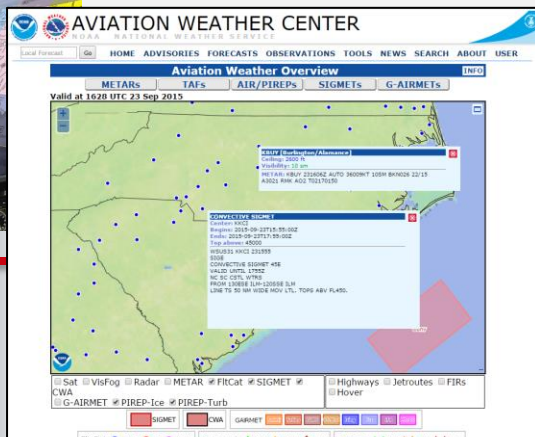 AVIATION WEATHER CENTER
NOAA NATIONAL WEATHER SERVICE
Local Forecast Go HOME ADVISORIES FORECASTS OBSERVATIONS TOOLS NEWS SEARCH ABOUT USER
Aviation Weather Overview INFO
METARs TAFs AIR/PIREPs SIGMETs G-AIRMETs
Valid at 1628 UTC 23 Sep 2015
KBUY [Burlington/Alamance]
Ceiling: 2600 ft
Visibility: 10 sm
METAR: KBUY 231606Z AUTO 36009KT 10SM BKN026 22/15
A3021 RMK AO2 T02170150
CONVECTIVE SIGMET
Center: KKCI
Begins: 2015-09-23T15:55:00Z
Ends: 2015-09-23T17:55:00Z
Top above: 45000
WSUS31 KKCI 231555
SIGE
CONVECTIVE SIGMET 45E
VALID UNTIL 1755Z
NC SC CSTL WTRS
FROM 130ESE ILM-120SSE ILM
LINE TS 50 NM WIDE MOV LTL. TOPS ABV FL450.
Sat VisFog Radar METAR FltCat SIGMET
CWA
G-AIRMET PIREP-Ice PIREP-Turb
Highways Jetroutes FIRs
Hover
SIGMET CWA GAIRMET